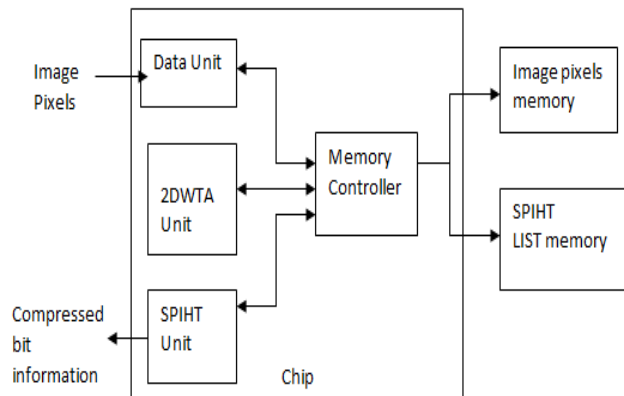 Image
Pixels
Data Unit
2DWTA
Unit
SPIHT
Unit
Compressed
bit
information
Memory
Controller
Chip
Image pixels
memory
SPIHT
LIST memory